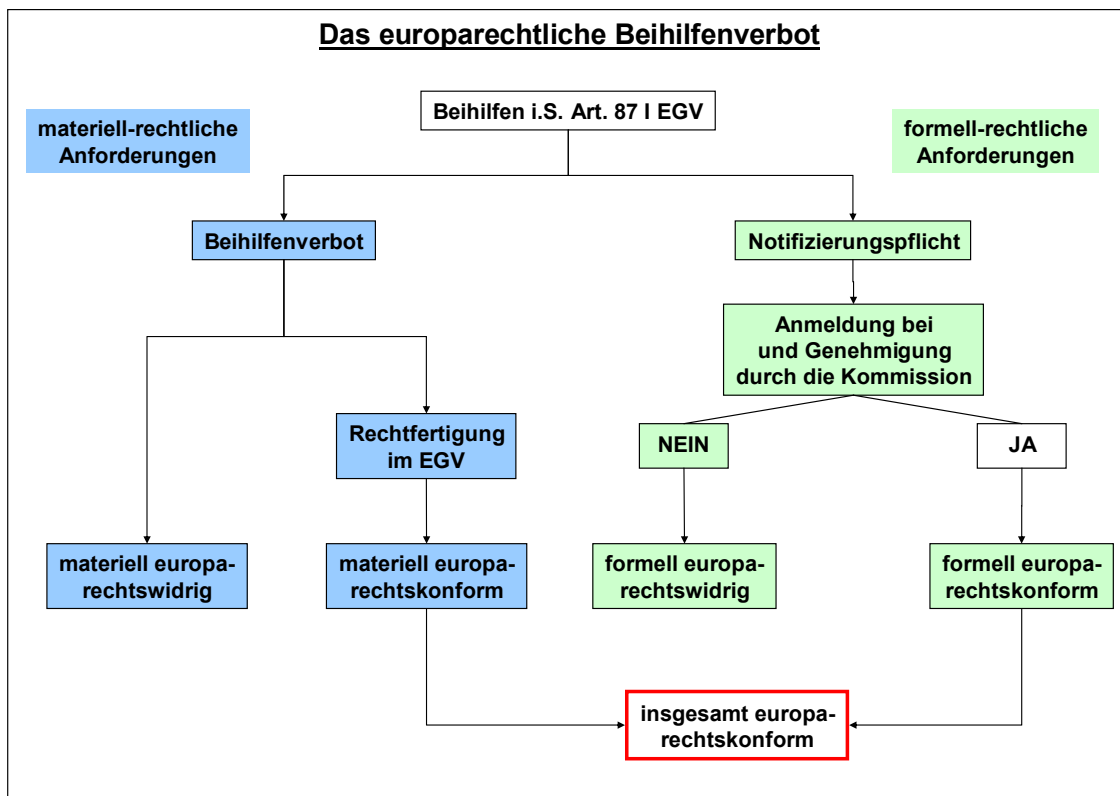 Das europarechtliche Beihilfenverbot
Beihilfen i.S. Art. 87 I EGV
materiell-rechtliche
Anforderungen
formell-rechtliche
Anforderungen
Beihilfenverbot
Notifizierungspflicht
Anmeldung bei
und Genehmigung
durch die Kommission
Rechtfertigung
im EGV
NEIN
JA
materiell europa-
rechtswidrig
materiell europa-
rechtskonform
formell europa-
rechtswidrig
formell europa-
rechtskonform
insgesamt europa-
rechtskonform